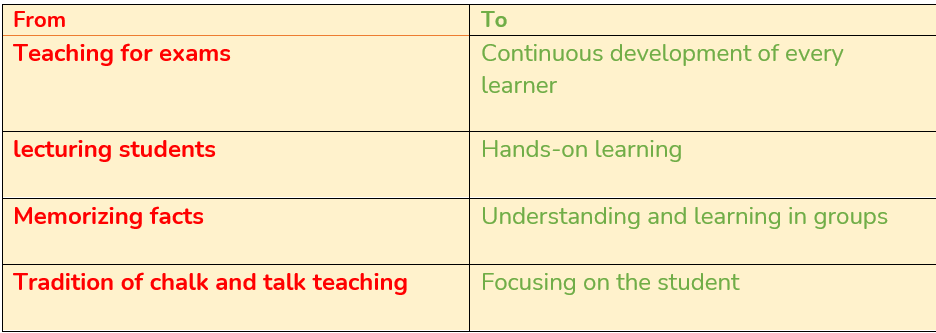 From
To
Teaching for exams
Continuous development of every
learner
lecturing students
Hands-on learning
Memorizing facts
Understanding and learning in groups
Tradition of chalk and talk teaching
Focusing on the student